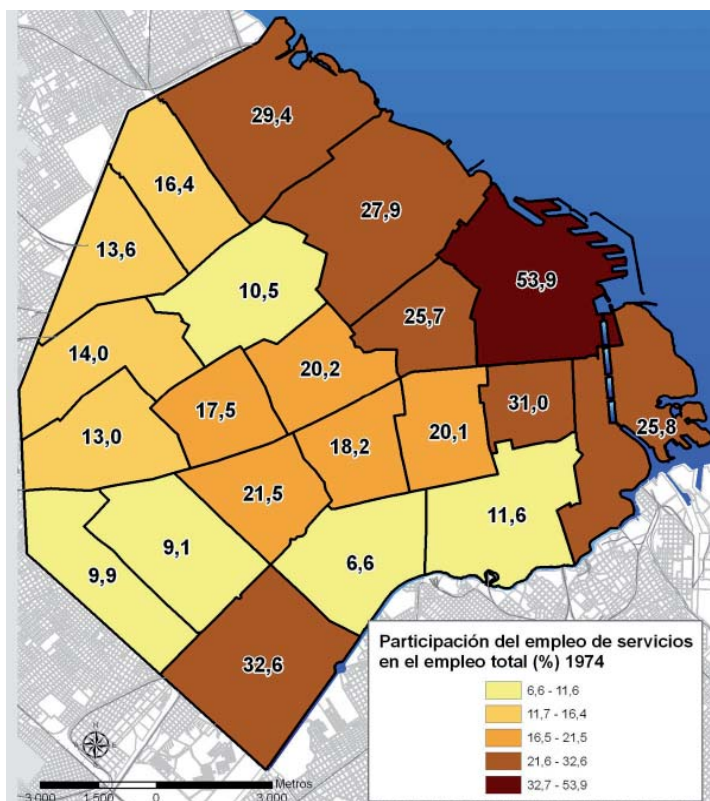 29,4
16,4
27,9
13,6
53,9
10,5
25,7
14,0
20,2
17,5
31,0
13,0
18,2
20,1
25,8
21,5
11,6
9,1
6,6
9,9
32,6
Participación del empleo de servicios
en el empleo total (%) 1974
6,6 - 11,6
11,7 - 16,4
16,5 - 21,5
21,6 - 32,6
32,7 - 53,9
N
Metros
3.000 1.500 0 3.000